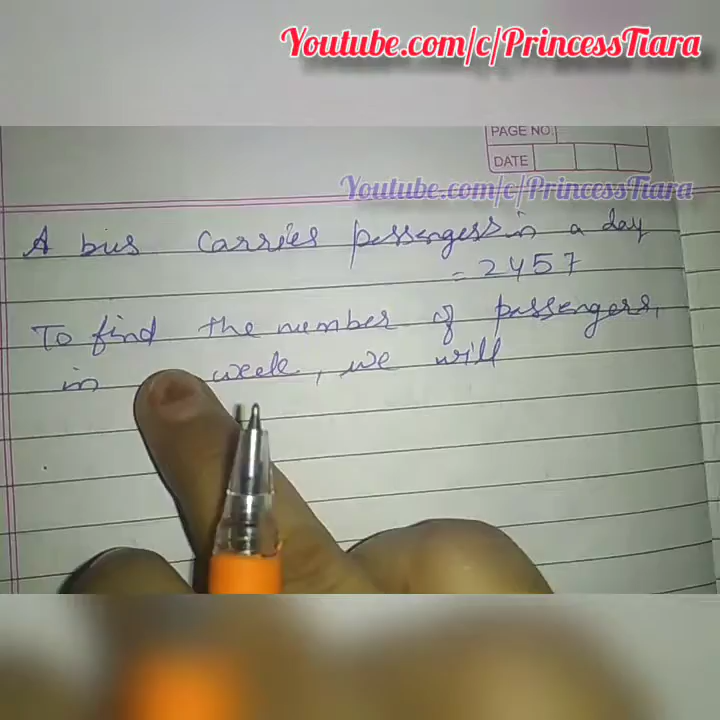 Youtube.com/c/PrincessTiara
PAGE NO.
DATE
Youtube.com/c/PrincessTiara
A bus carries passengers in a day
= 2457
To find the number of passengers,
in week, we will